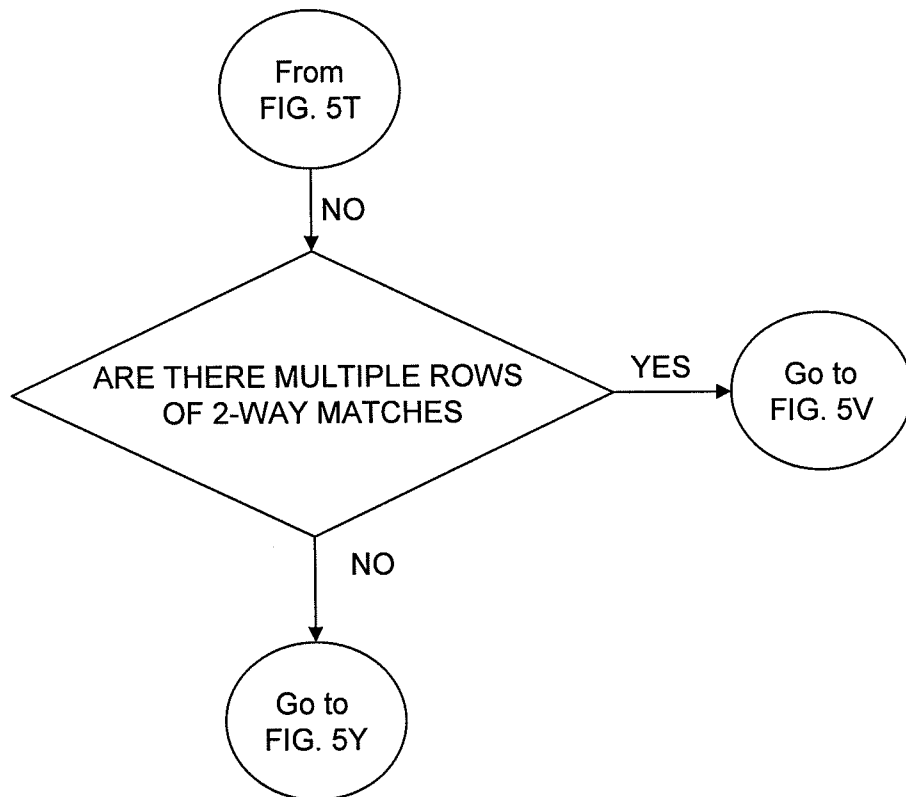 From
FIG. 5T
NO
ARE THERE MULTIPLE ROWS
OF 2-WAY MATCHES
YES
Go to
FIG. 5V
NO
Go to
FIG. 5Y